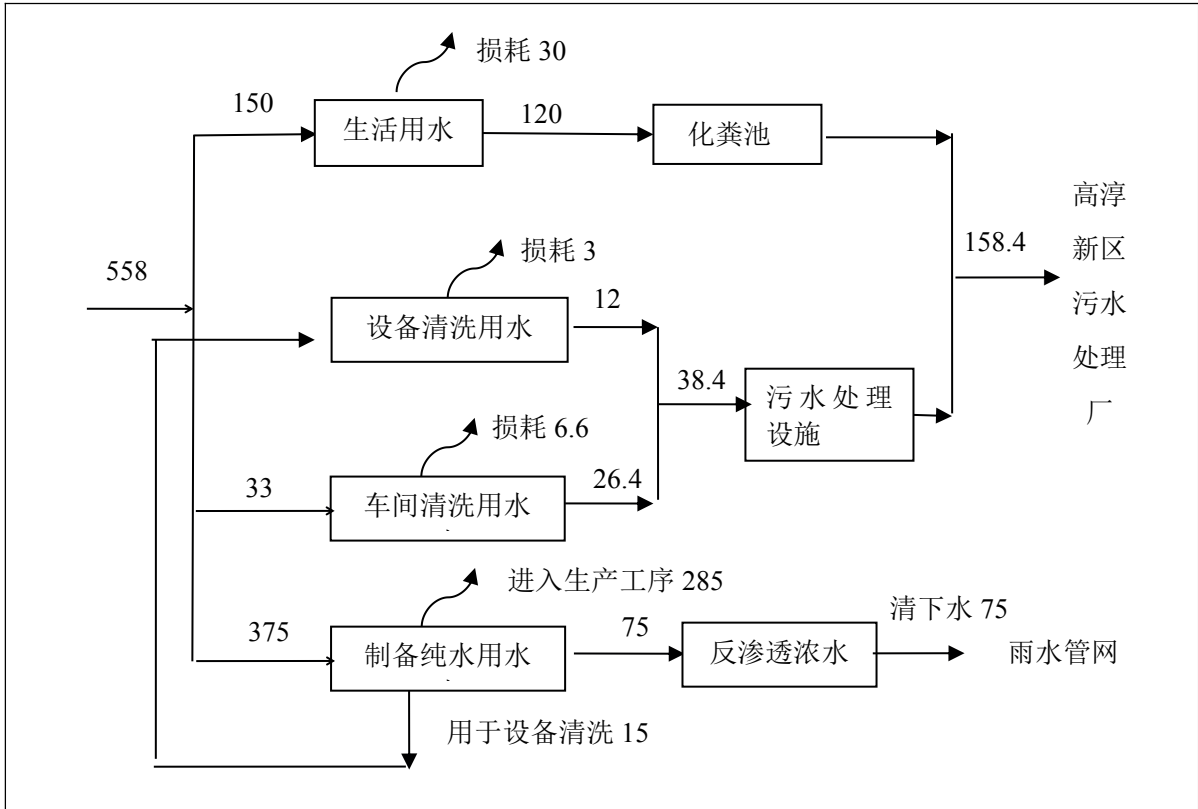 损耗 30
150
生活用水
120
化粪池
高淳
新区
污水
处理
厂
158.4
558
损耗 3
设备清洗用水
12
38.4
污水处理
设施
损耗 6.6
33
车间清洗用水
26.4
进入生产工序 285
375
制备纯水用水
75
反渗透浓水
清下水 75
雨水管网
用于设备清洗 15